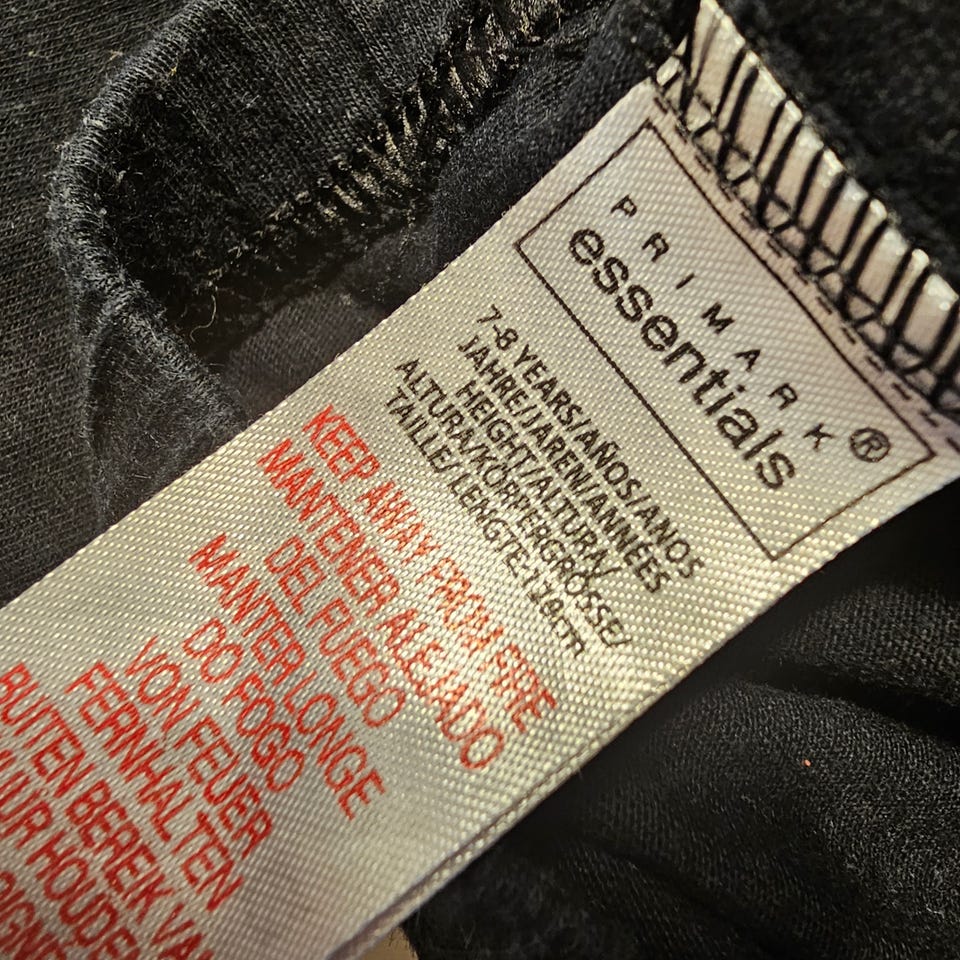 PRIMARK®
essentials
7-8 YEARS/AÑOS/ANOS
JAHRE/JAREN/ANNÉES
HEIGHT/ALTURA/
ALTURA/KÖRPERGRÖSSE/
TAILLE/LENGTE:
KEEP AWAY FROM FIRE
MANTENER ALEJADO
DEL FUEGO
MANTER LONGE
DO FOGO
VON FEUER
FERNHALTEN
BUITEN BEREIK VAN
HOUDEN